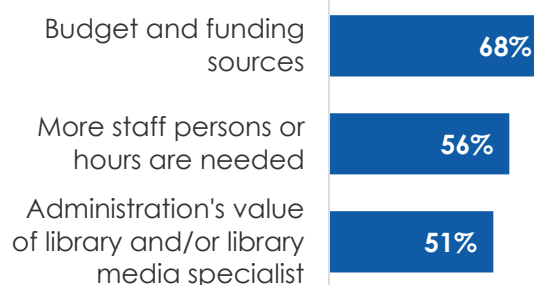 Budget and funding
sources
68%
More staff persons or
hours are needed
56%
Administration's value
of library and/or library
media specialist
51%